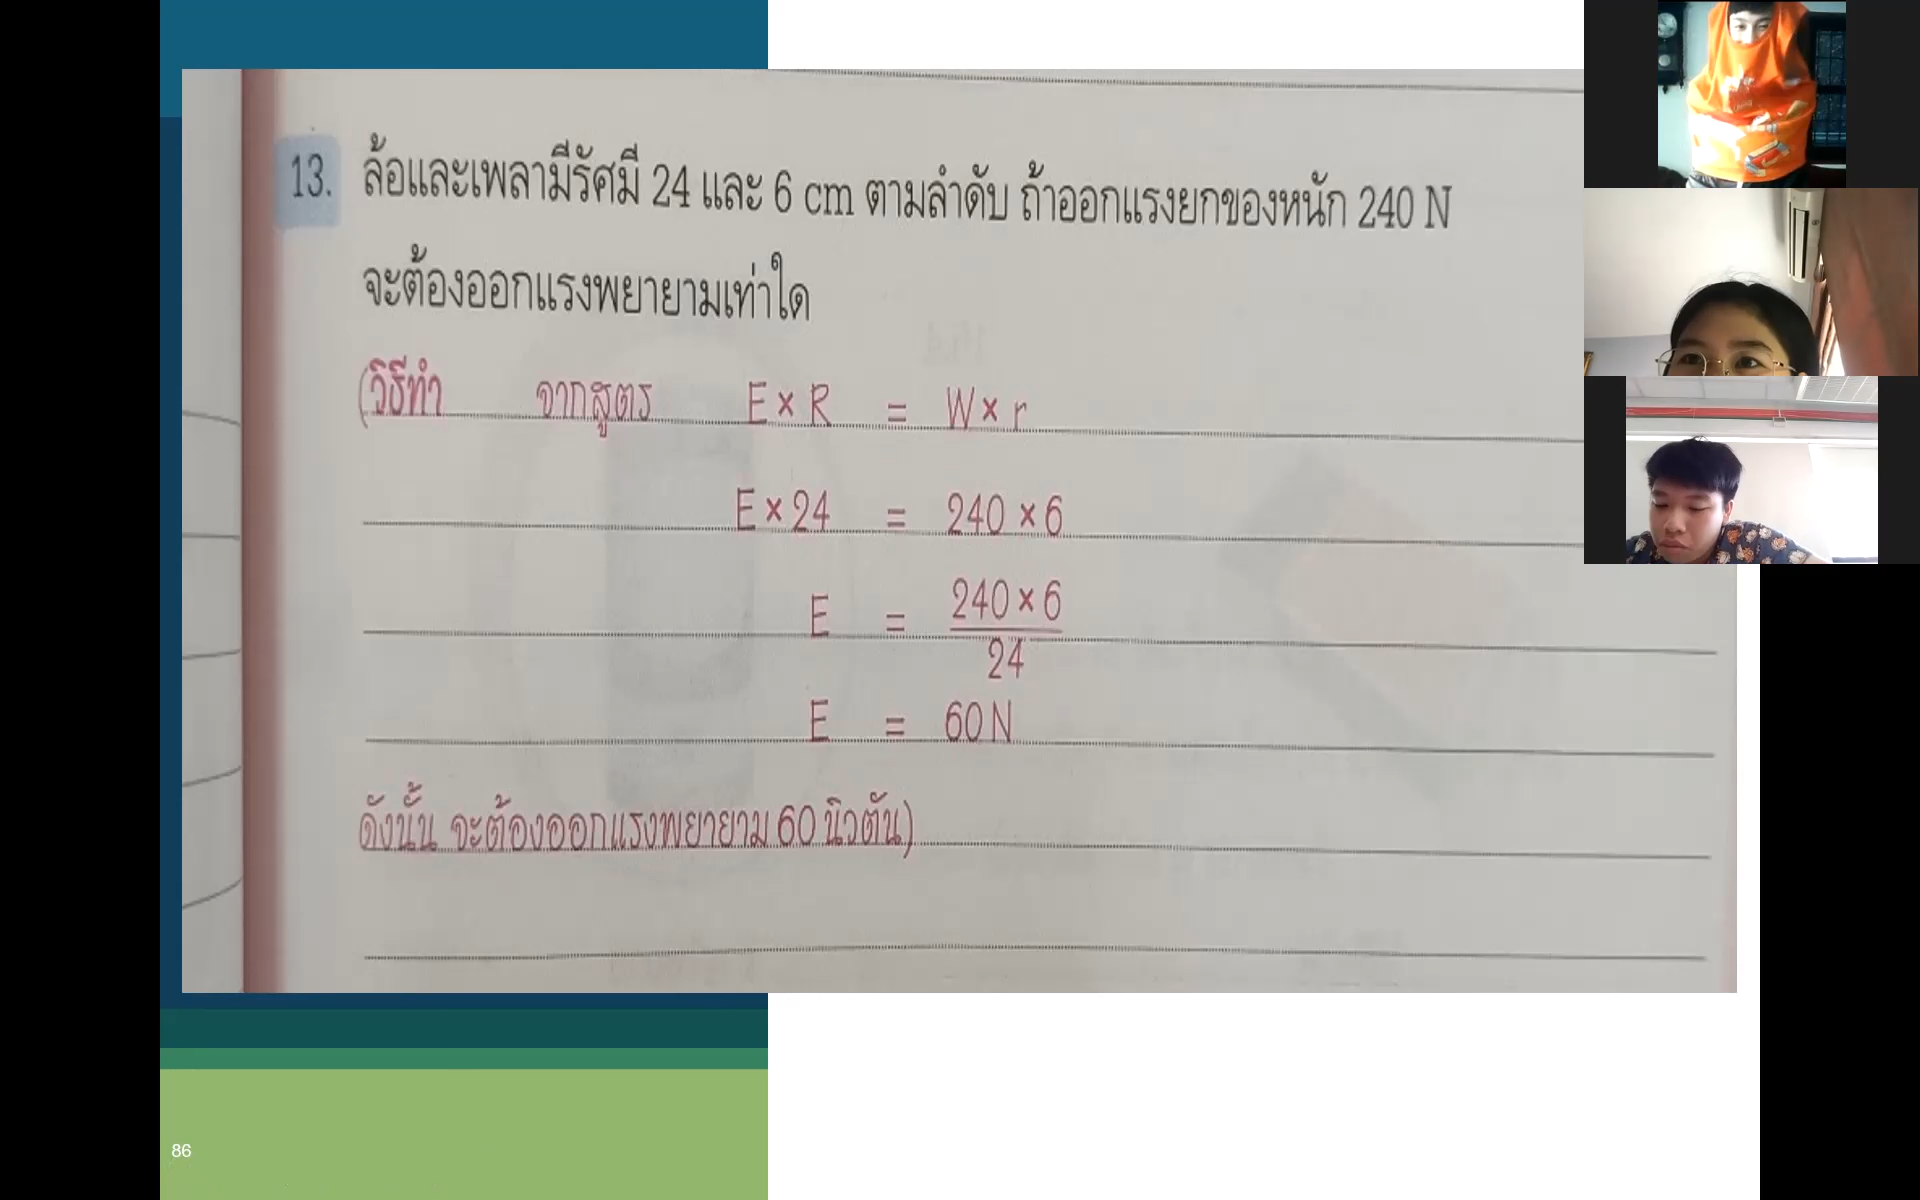 13. ล้อและเพลามีรัศมี 24 และ 6 cm ตามลำดับ ถ้าออกแรงยกของหนัก 240 N
จะต้องออกแรงพยายามเท่าใด
(วิธีทำ จากสูตร E × R = W × r
E × 24 = 240 × 6
E = 240 × 6
24
E = 60 N
ดังนั้น จะต้องออกแรงพยายาม 60 นิวตัน)
86